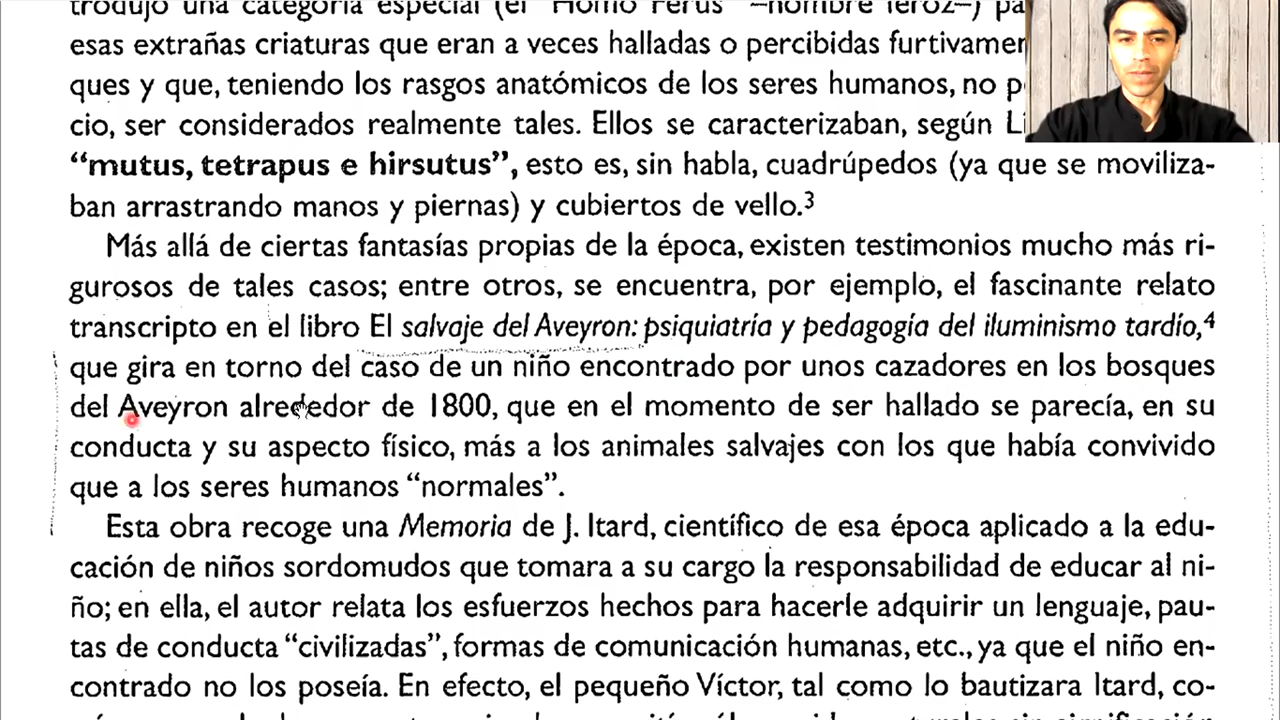 trodujo una categoría especial (el "Homo Ferus" –hombre feroz–)
esas extrañas criaturas que eran a veces halladas o percibidas
ques y que, teniendo los rasgos anatómicos de los seres humanos, no
cio, ser considerados realmente tales. Ellos se caracterizaban, según
“mutus, tetrapus e hirsutus”, esto es, sin habla, cuadrúpedos (ya que se moviliza-
ban arrastrando manos y piernas) y cubiertos de vello.3
Más allá de ciertas fantasías propias de la época, existen testimonios mucho más ri-
gurosos de tales casos; entre otros, se encuentra, por ejemplo, el fascinante relato
transcripto en el libro El salvaje del Aveyron: psiquiatría y pedagogía del iluminismo tardío,4
que gira en torno del caso de un niño encontrado por unos cazadores en los bosques
del Aveyron alrededor de 1800, que en el momento de ser hallado se parecía, en su
conducta y su aspecto físico, más a los animales salvajes con los que había convivido
que a los seres humanos “normales”.
Esta obra recoge una Memoria de J. Itard, científico de esa época aplicado a la edu-
cación de niños sordomudos que tomara a su cargo la responsabilidad de educar al ni-
ño; en ella, el autor relata los esfuerzos hechos para hacerle adquirir un lenguaje, pau-
tas de conducta “civilizadas”, formas de comunicación humanas, etc., ya que el niño en-
contrado no los poseía. En efecto, el pequeño Víctor, tal como lo bautizara Itard, co-